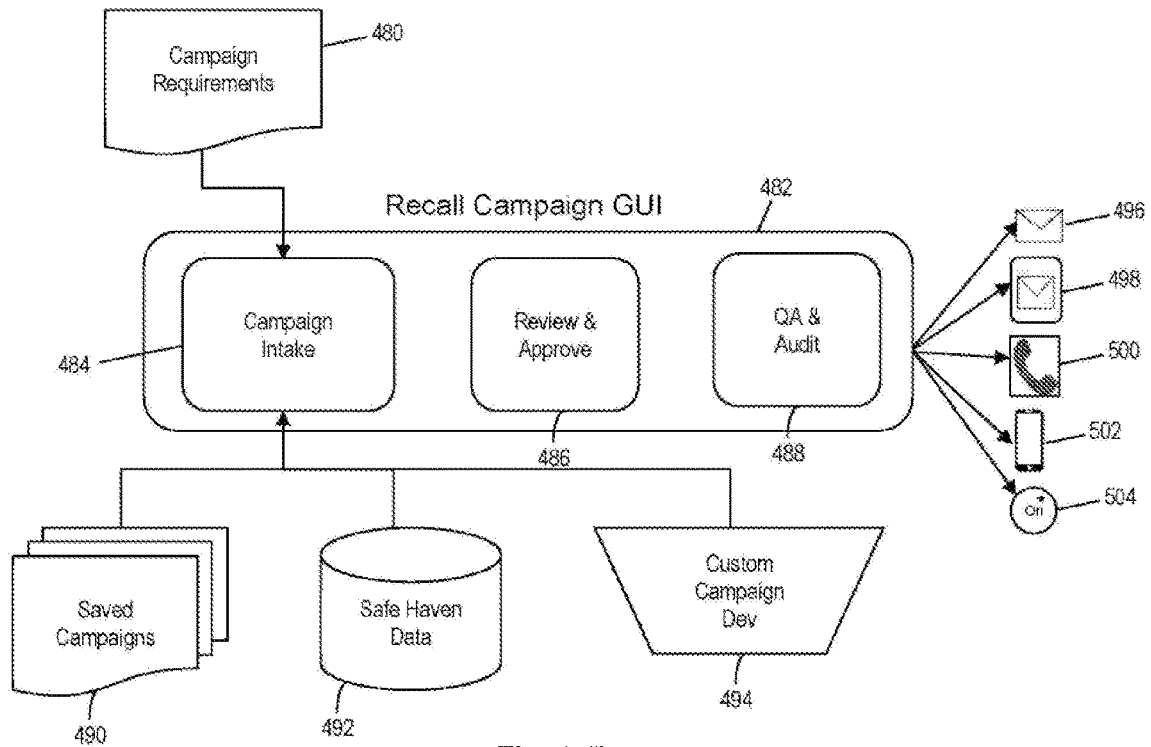 Campaign
Requirements
480
Recall Campaign GUI
482
496
498
500
502
504
Campaign
Intake
484
Review &
Approve
486
QA &
Audit
488
Saved
Campaigns
490
Safe Haven
Data
492
Custom
Campaign
Dev
494